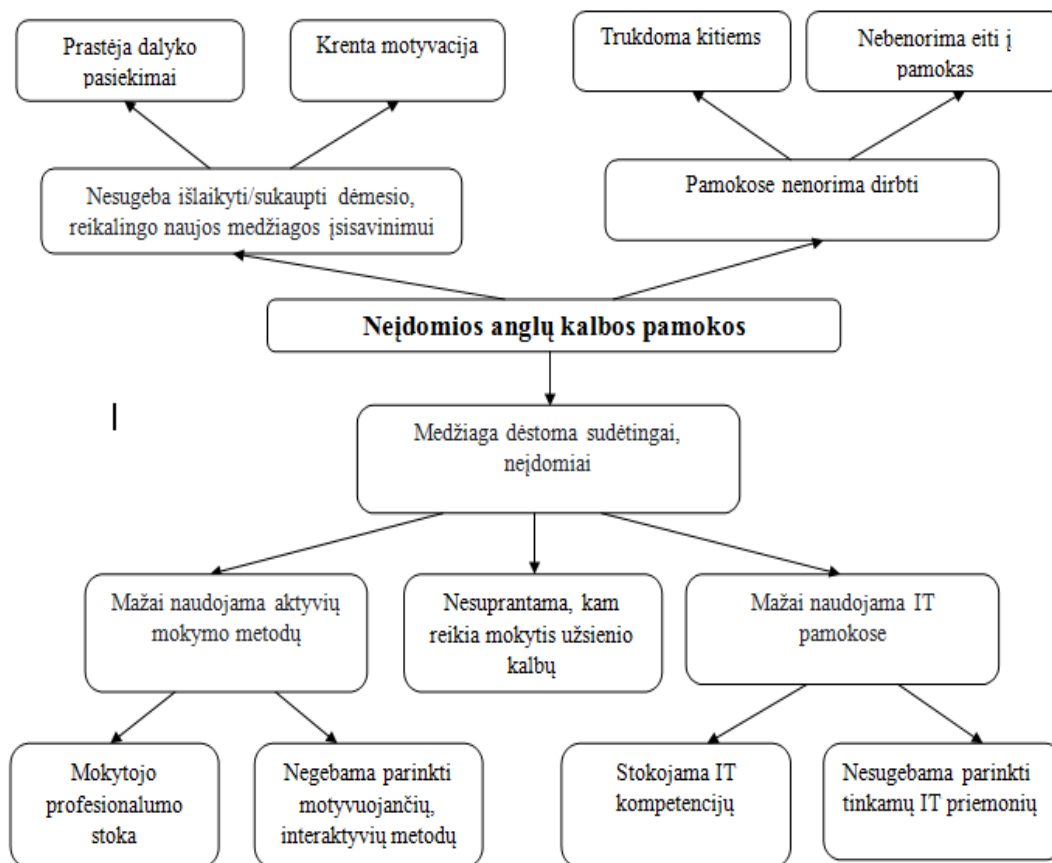 Prastėja dalyko
pasiekimai
Krenta motyvacija
Trukdoma kitiems
Nebenorima eiti į
pamokas
Nesugeba išlaikyti/sukaupti dėmesio,
reikalingo naujos medžiagos įsisavinimui
Pamokose nenorima dirbti
Neįdomios anglų kalbos pamokos
Medžiaga dėstoma sudėtingai,
neįdomiai
Mažai naudojama aktyvių
mokymo metodų
Nesuprantama, kam
reikia mokytis užsienio
kalbų
Mažai naudojama IT
pamokose
Mokytojo
profesionalumo
stoka
Negebama parinkti
motyvuojančių,
interaktyvių metodų
Stokojama IT
kompetencijų
Nesugebama parinkti
tinkamų IT priemonių